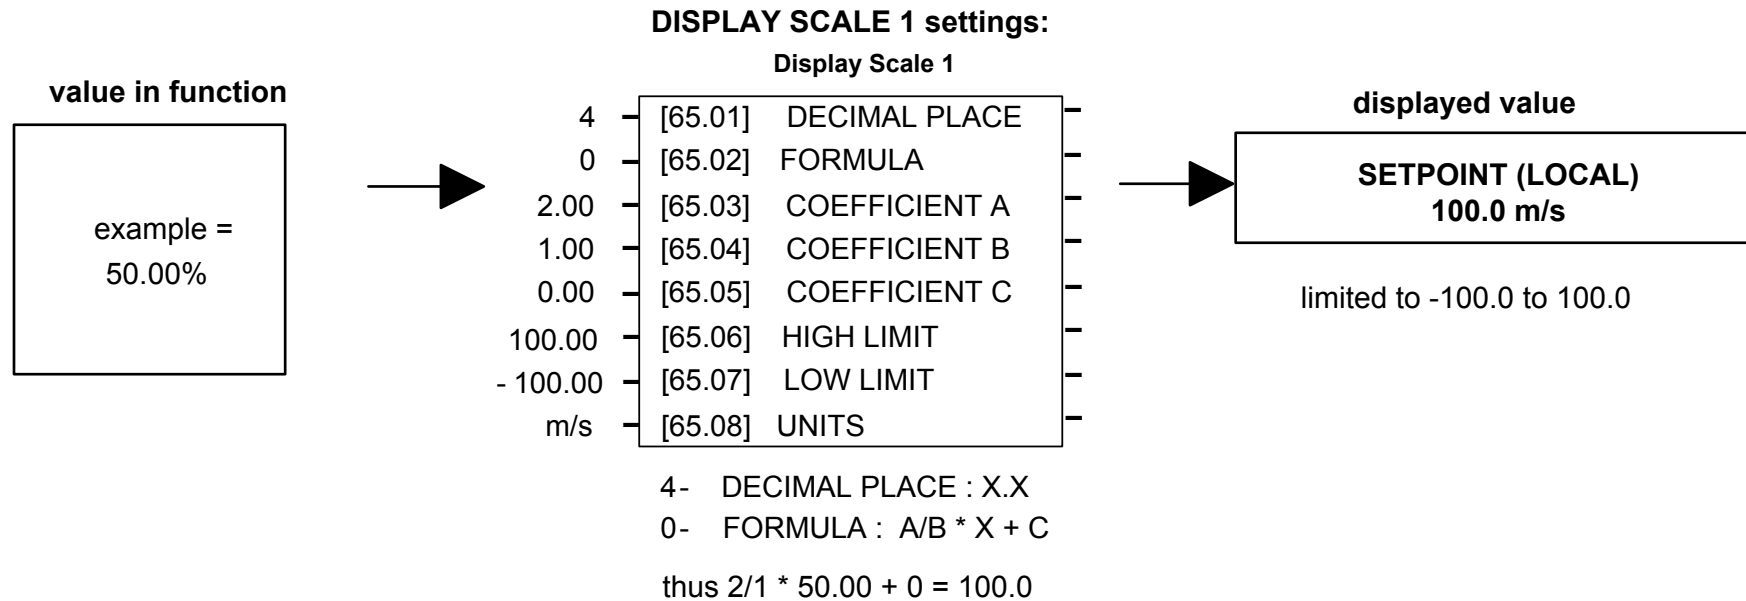 DISPLAY SCALE 1 settings:
Display Scale 1
value in function
example =
50.00%
4 [65.01] DECIMAL PLACE
0 [65.02] FORMULA
2.00 [65.03] COEFFICIENT A
1.00 [65.04] COEFFICIENT B
0.00 [65.05] COEFFICIENT C
100.00 [65.06] HIGH LIMIT
- 100.00 [65.07] LOW LIMIT
m/s [65.08] UNITS
4- DECIMAL PLACE : X.X
0- FORMULA : A/B * X + C
thus 2/1 * 50.00 + 0 = 100.0
displayed value
SETPOINT (LOCAL)
100.0 m/s
limited to -100.0 to 100.0